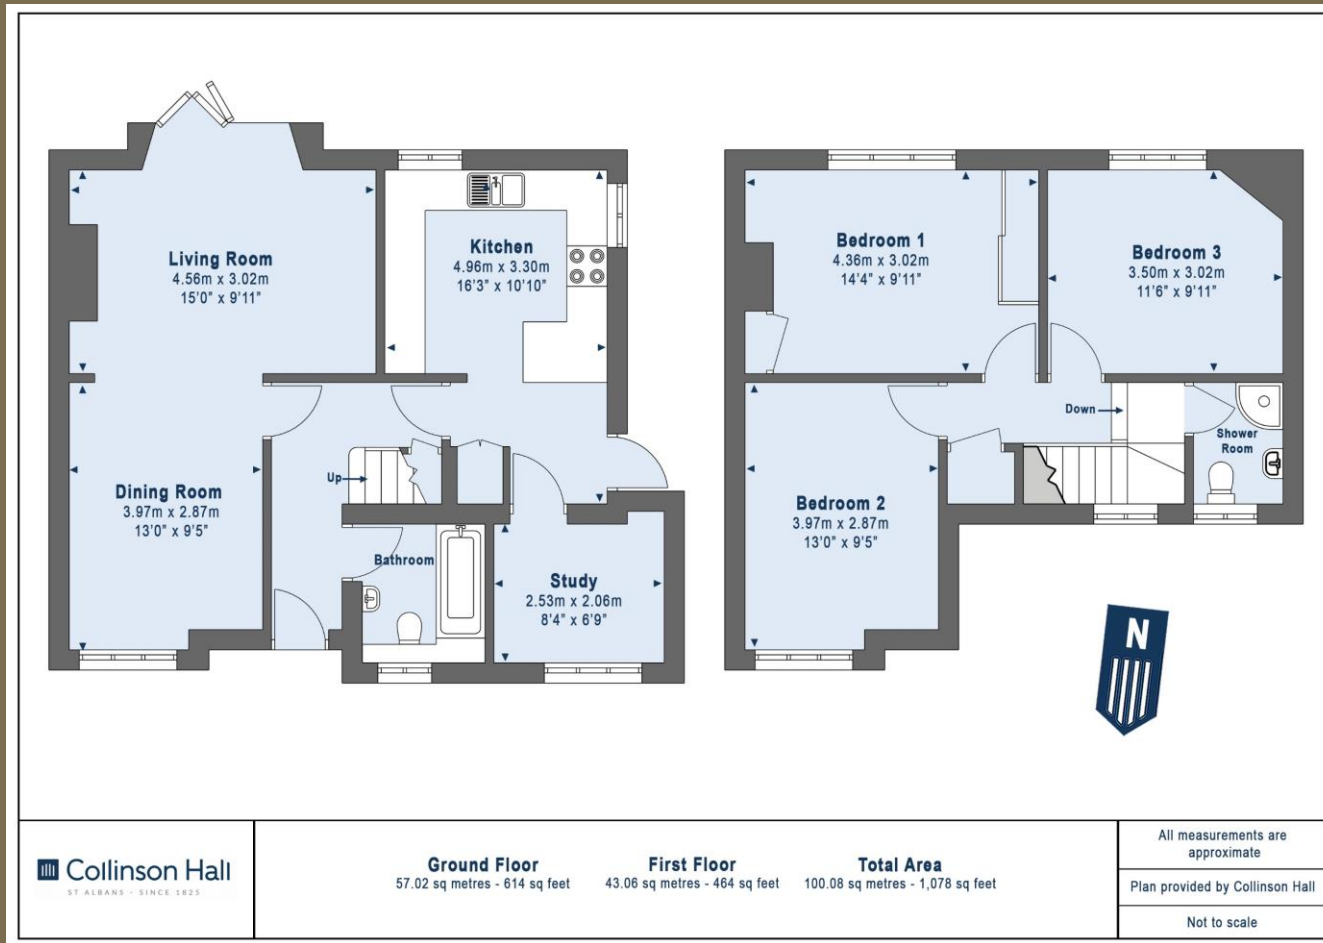 Living Room
4.56m x 3.02m
15'0" x 9'11"
Kitchen
4.96m x 3.30m
16'3" x 10'10"
Dining Room
3.97m x 2.87m
13'0" x 9'5"
Up
Bathroom
Study
2.53m x 2.06m
8'4" x 6'9"
Bedroom 1
4.36m x 3.02m
14'4" x 9'11"
Bedroom 3
3.50m x 3.02m
11'6" x 9'11"
Down
Shower
Room
Bedroom 2
3.97m x 2.87m
13'0" x 9'5"
N
Collinson Hall
ST ALBANS - SINCE 1825
Ground Floor
57.02 sq metres - 614 sq feet
First Floor
43.06 sq metres - 464 sq feet
Total Area
100.08 sq metres - 1,078 sq feet
All measurements are
approximate
Plan provided by Collinson Hall
Not to scale